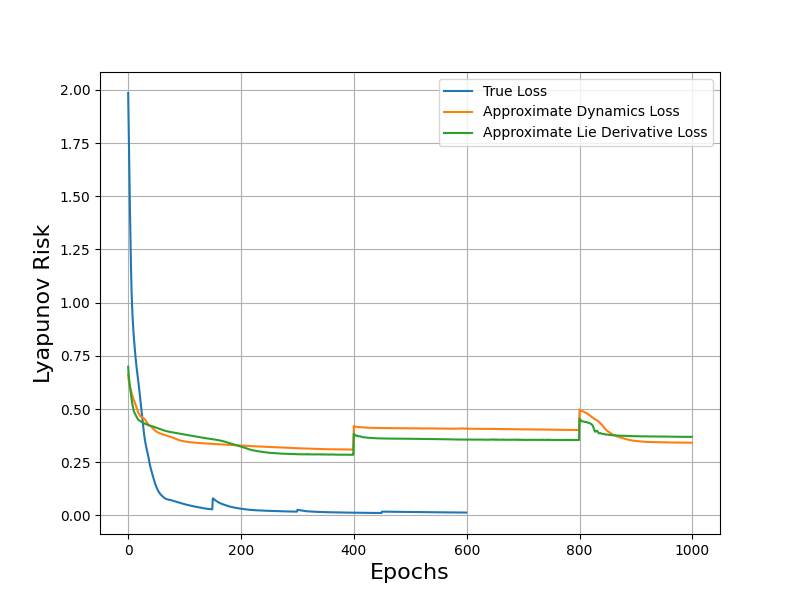 True Loss
Approximate Dynamics Loss
Approximate Lie Derivative Loss
2.00
1.75
1.50
1.25
1.00
0.75
0.50
0.25
0.00
Lyapunov Risk
0 200 400 600 800 1000
Epochs